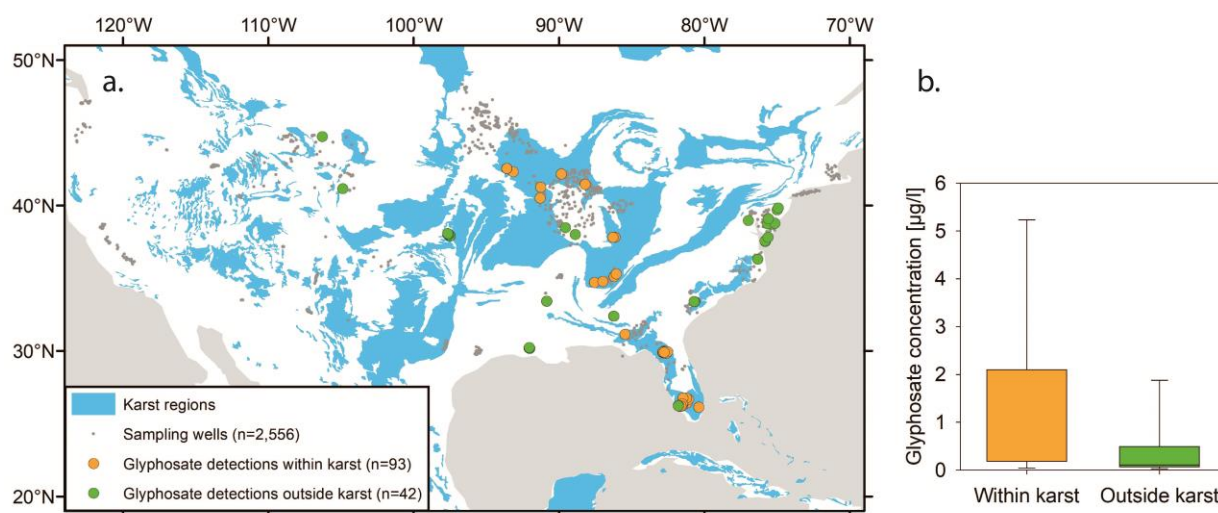 120°W 110°W 100°W 90°W 80°W 70°W
50°N
a.
b.
40°N
30°N
20°N
Karst regions
Sampling wells (n=2,556)
Glyphosate detections within karst (n=93)
Glyphosate detections outside karst (n=42)
Glyphosate concentration [µg/l]
6
5
4
3
2
1
0
Within karst Outside karst